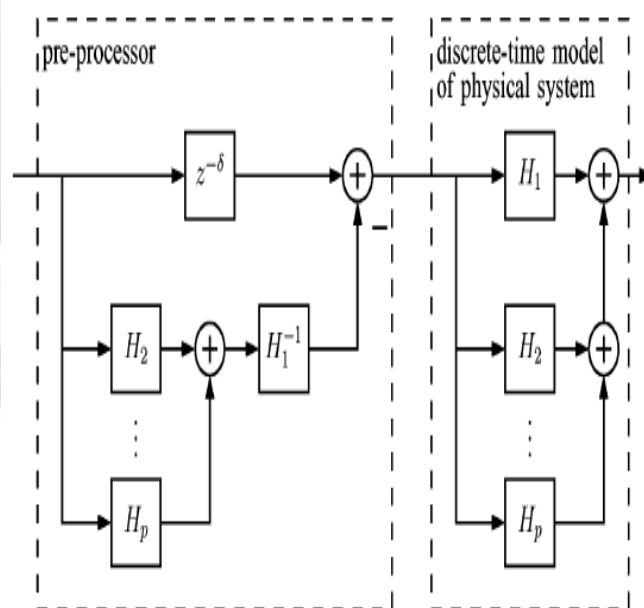 pre-processor
discrete-time model
of physical system
z^{-δ}
+
H_1
+
−
H_2
+
H_1^{-1}
H_2
+
⋮
⋮
H_p
H_p